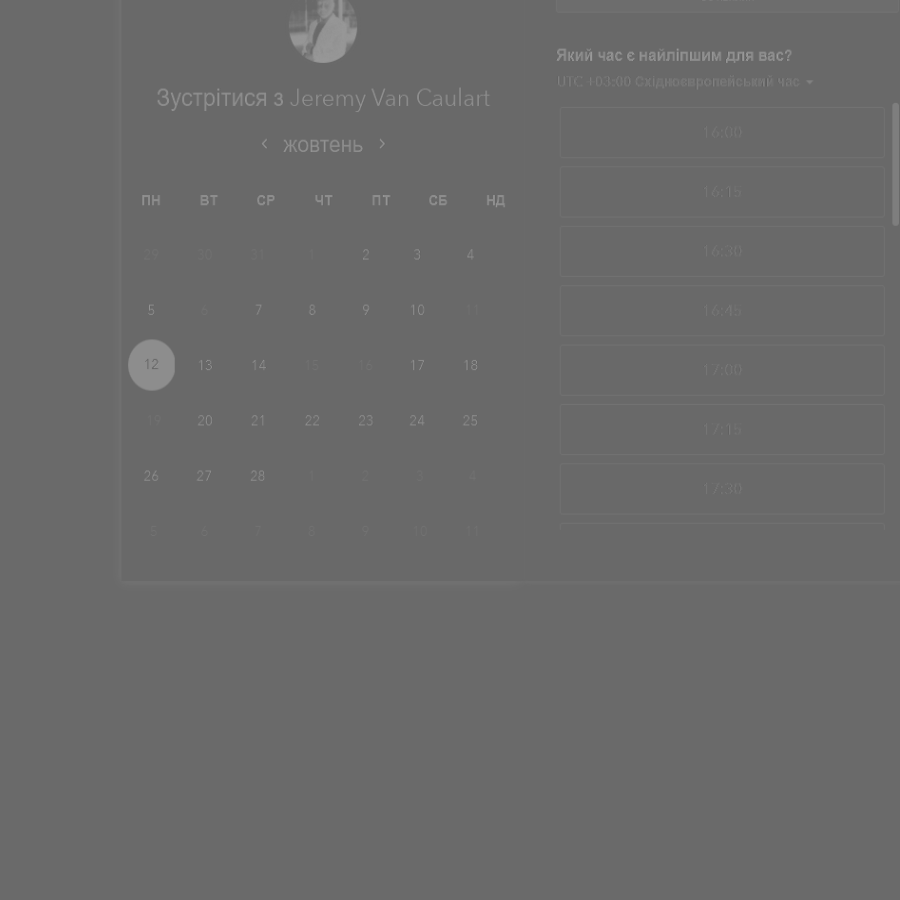 Який час є найліпшим для вас?
UTC +03:00 Східноєвропейський час
Зустрітися з Jeremy Van Caulart
жовтень
ПН ВТ СР ЧТ ПТ СБ НД
29 30 31 1 2 3 4
5 6 7 8 9 10 11
12 13 14 15 16 17 18
19 20 21 22 23 24 25
26 27 28 1 2 3 4
5 6 7 8 9 10 11
16:00
16:15
16:30
16:45
17:00
17:15
17:30